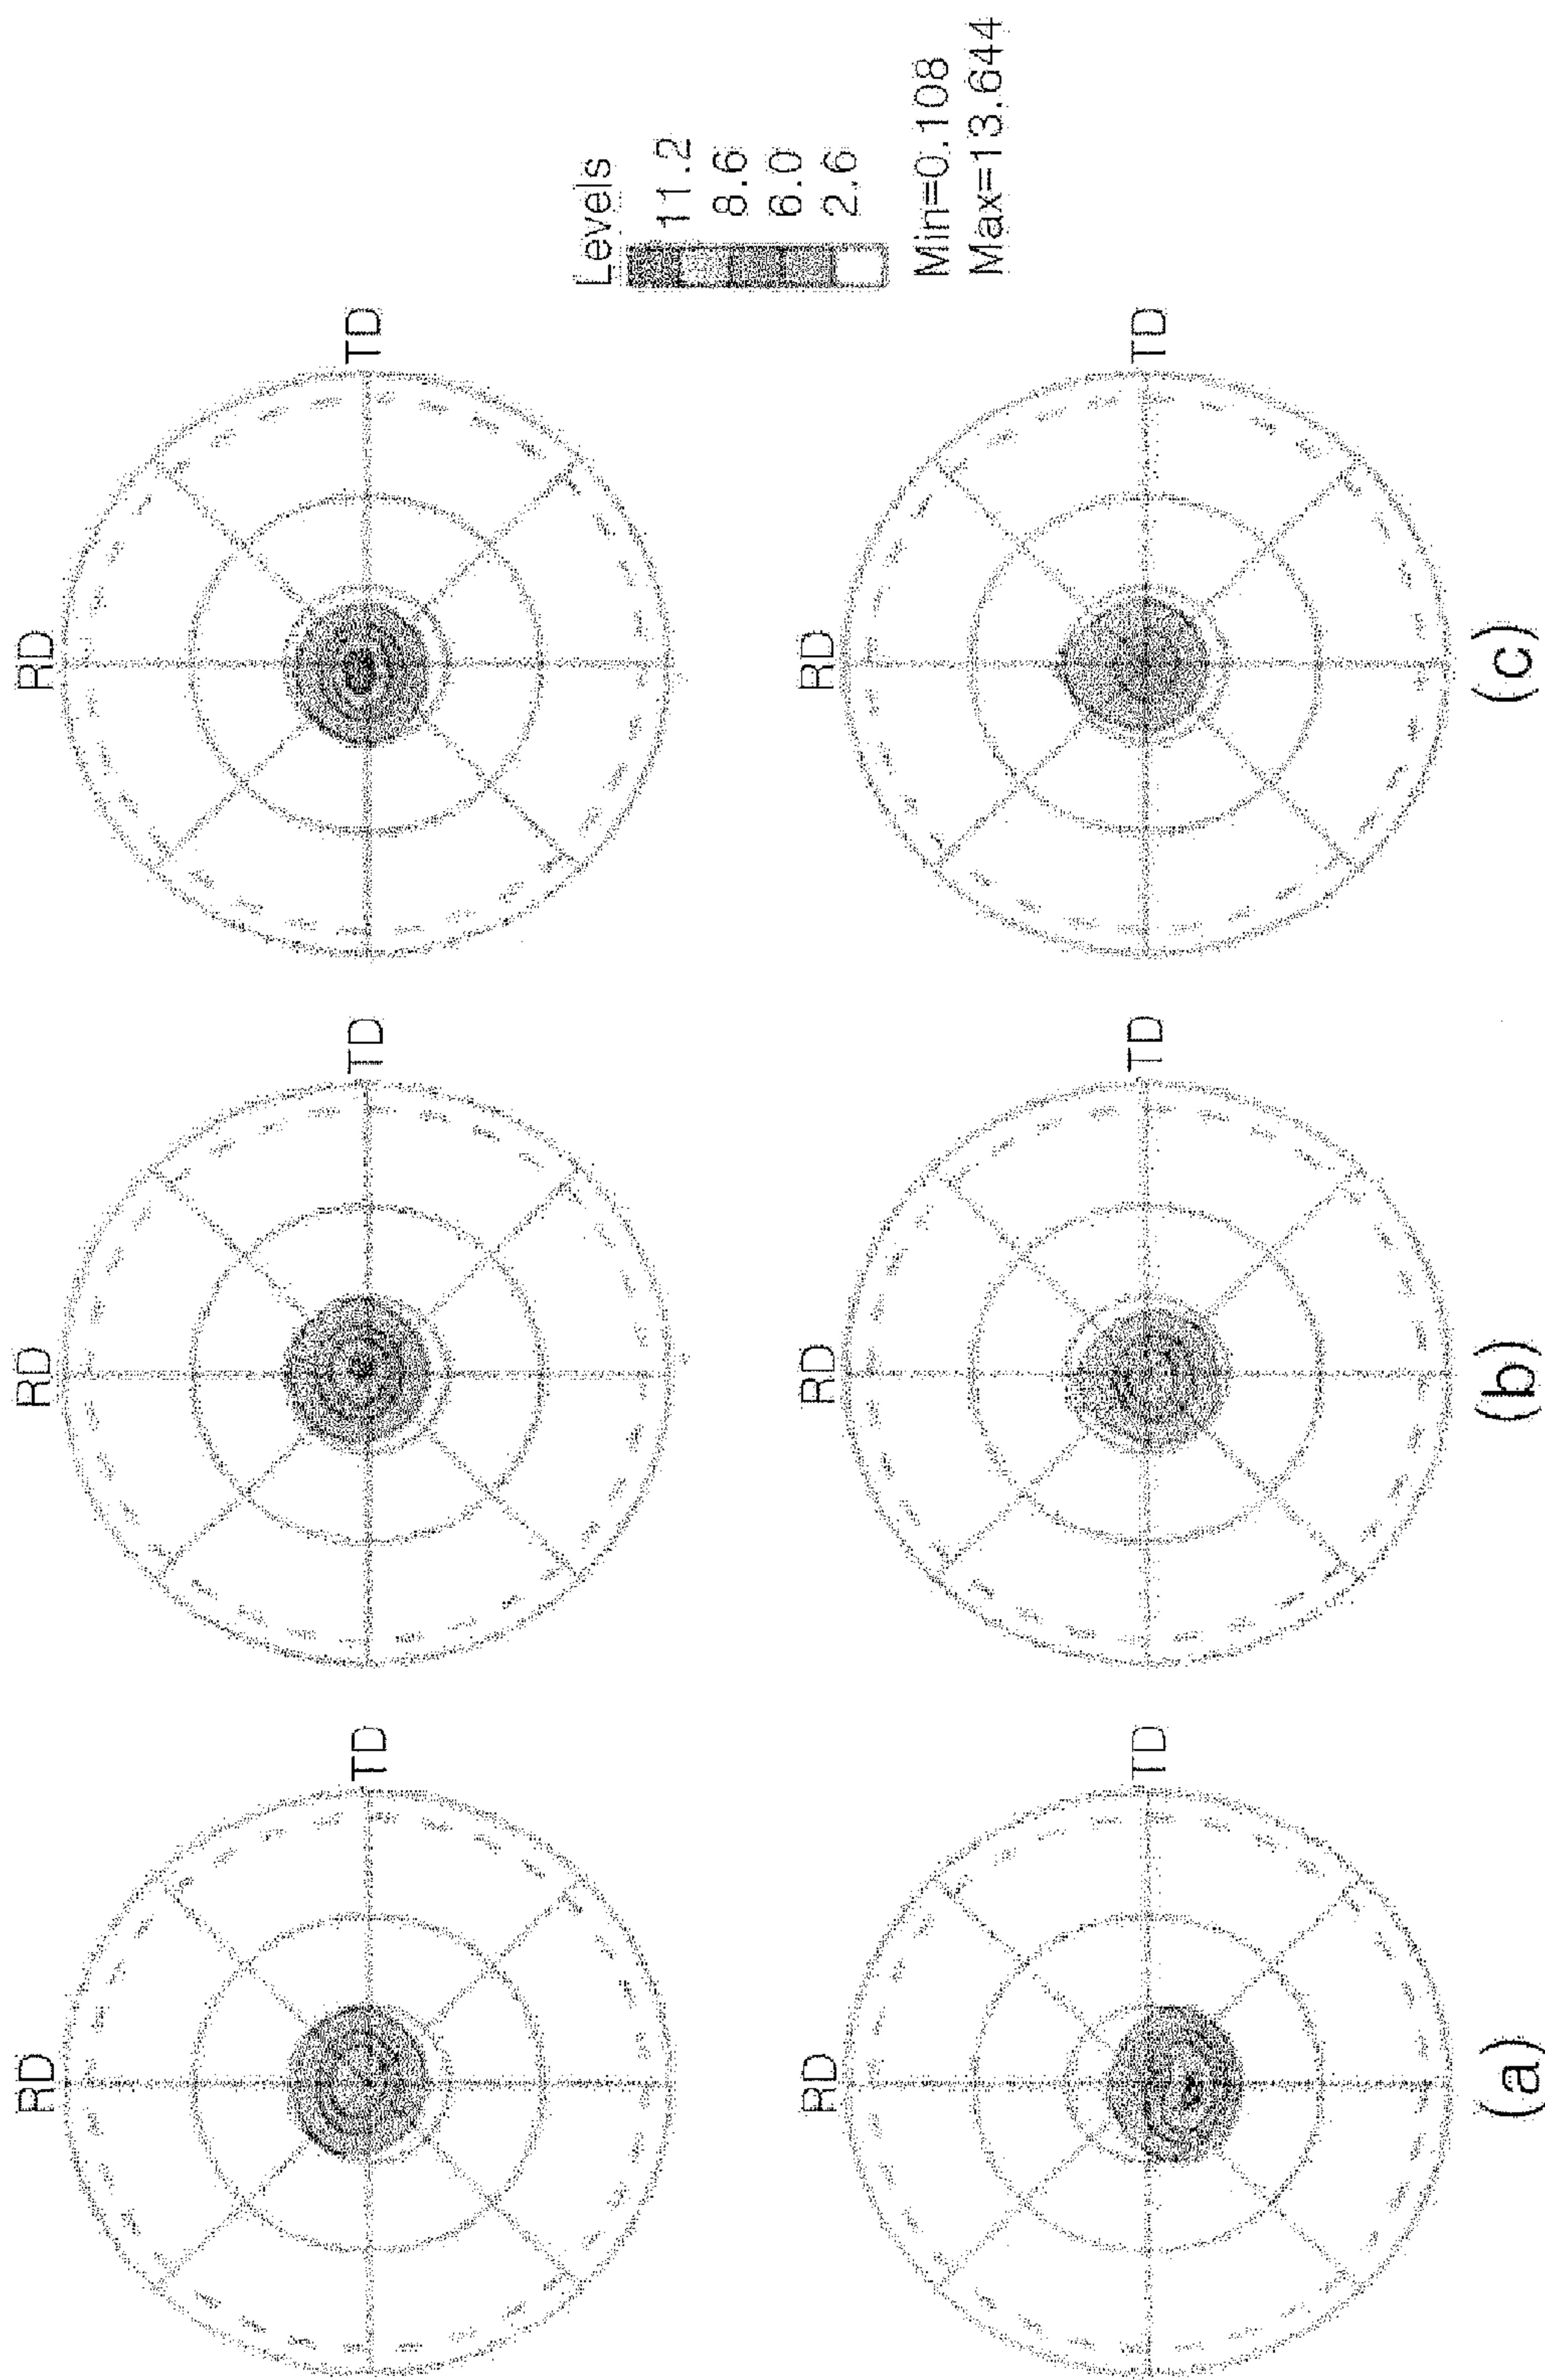 RD RD RD
TD TD TD
Levels
11.2
8.6
6.0
2.6
Min=0.108
Max=13.644
RD RD RD
TD TD TD
(a) (b) (c)